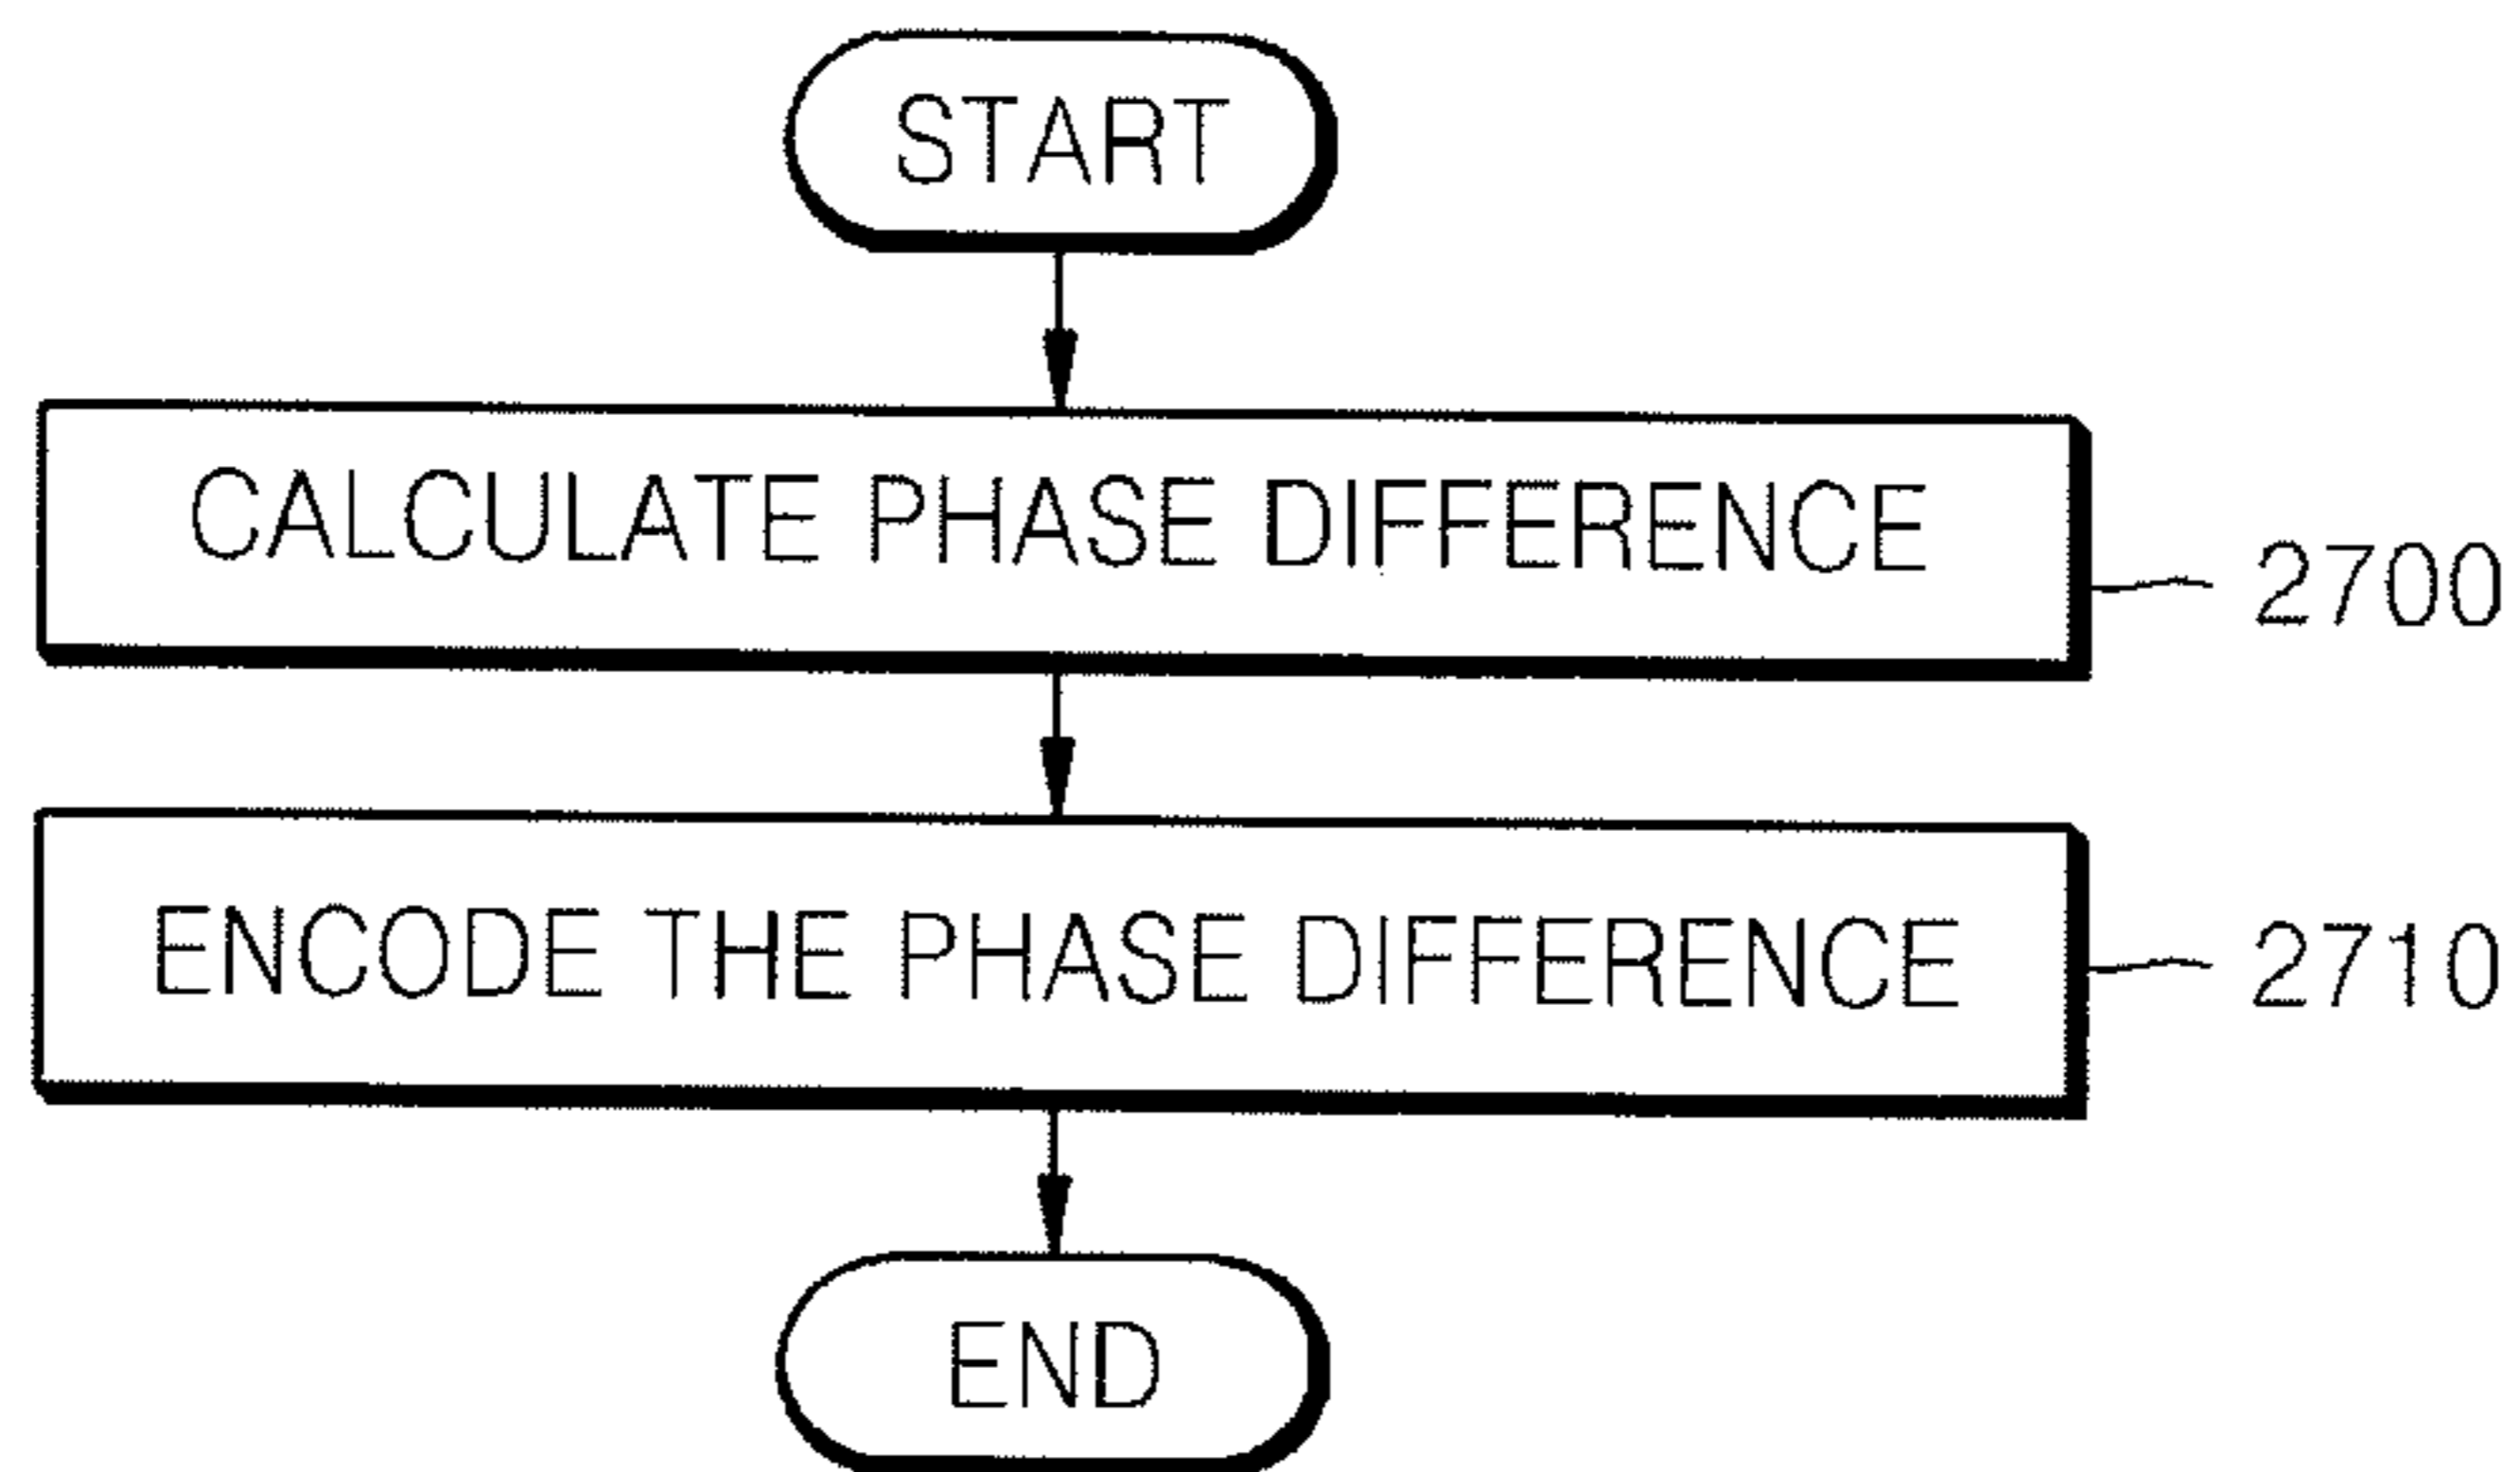 START
CALCULATE PHASE DIFFERENCE
2700
ENCODE THE PHASE DIFFERENCE
2710
END